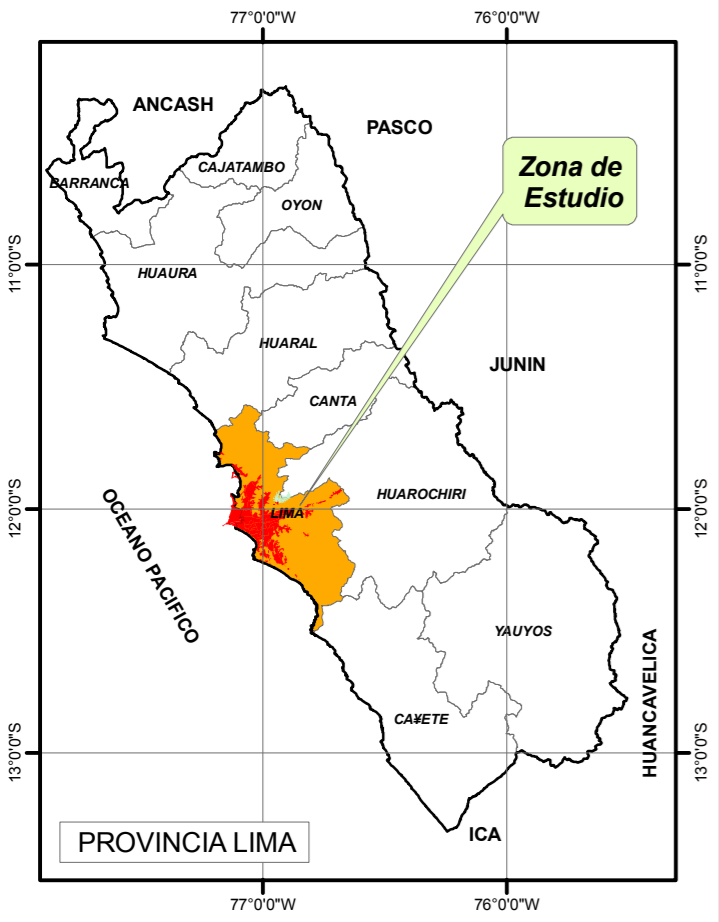 77°0'0"W
76°0'0"W
ANCASH
PASCO
Zona de
Estudio
CAJATAMBO
BARRANCA
OYON
11°0'0"S
11°0'0"S
HUAURA
HUARAL
JUNIN
CANTA
HUAROCHIRI
12°0'0"S
12°0'0"S
LIMA
OCEANO PACIFICO
YAUYOS
HUANCAVELICA
CA¥ETE
13°0'0"S
13°0'0"S
ICA
PROVINCIA LIMA
77°0'0"W
76°0'0"W